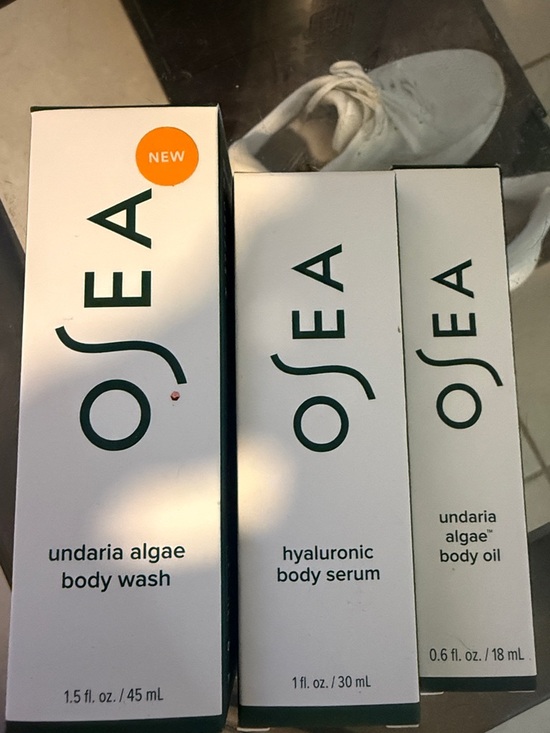 NEW
OSEA
undaria algae
body wash
1.5 fl. oz. / 45 mL
OSEA
hyaluronic
body serum
1 fl. oz. / 30 mL
OSEA
undaria
algae™
body oil
0.6 fl. oz. / 18 mL